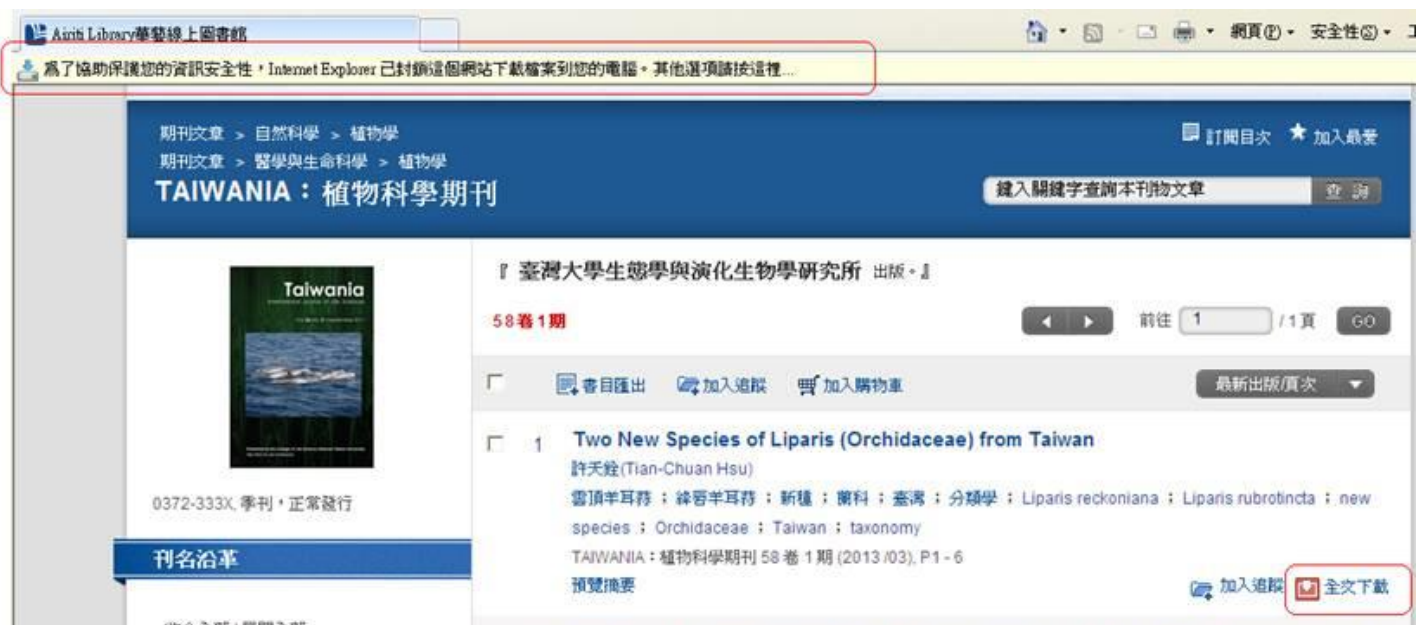 Airiti Library華藝線上圖書館
網頁(P) 安全性(S)
為了協助保護您的資訊安全性，Internet Explorer 已封鎖這個網站下載檔案到您的電腦。其他選項請按這裡...
期刊文章 > 自然科學 > 植物學
訂閱目次 加入最愛
期刊文章 > 醫學與生命科學 > 植物學
TAIWANIA：植物科學期刊
鍵入關鍵字查詢本刊物文章 查 詢
『 臺灣大學生態學與演化生物學研究所 出版。』
Taiwania
58卷1期
前往 1 / 1 頁 GO
書目匯出 加入追蹤 加入購物車 最新出版/頁次
1 Two New Species of Liparis (Orchidaceae) from Taiwan
許天銓(Tian-Chuan Hsu)
雲頂羊耳蒜；絳唇羊耳蒜；新種；蘭科；臺灣；分類學；Liparis reckoniana；Liparis rubrotincta；new
species；Orchidaceae；Taiwan；taxonomy
TAIWANIA：植物科學期刊 58 卷 1 期 (2013 /03), P1 - 6
預覽摘要
加入追蹤 全文下載
0372-333X, 季刊，正常發行
刊名沿革